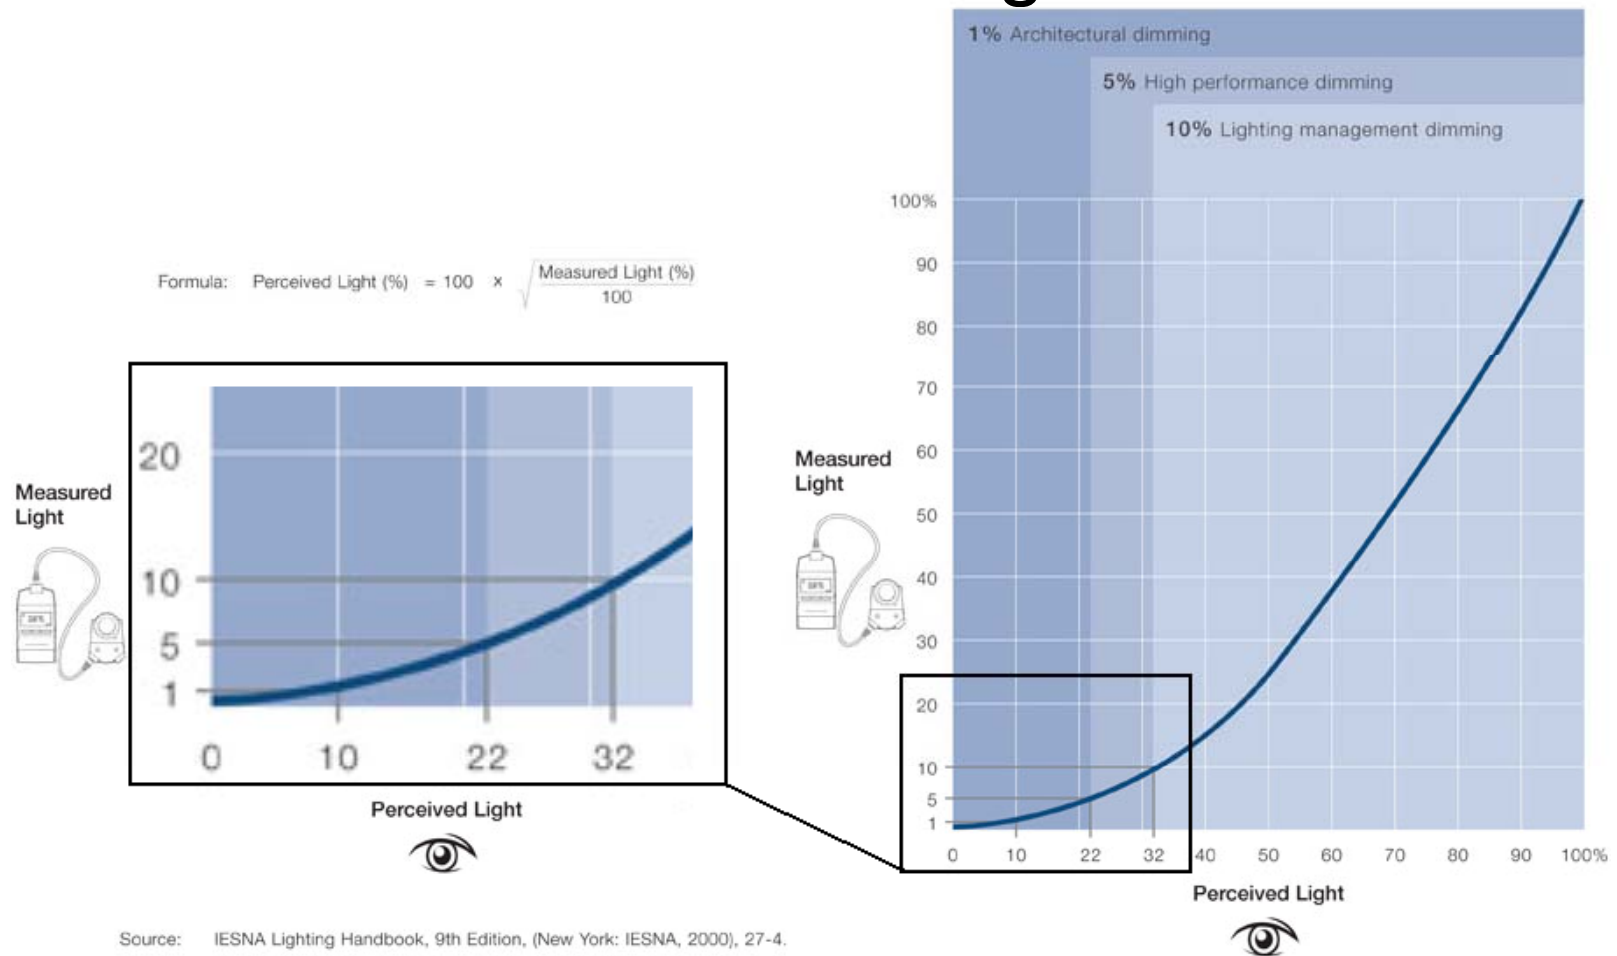 g
Formula: Perceived Light (%) = 100 x √ Measured Light (%)
100
20
10
5
1
0 10 22 32
Measured
Light
Perceived Light
Source: IESNA Lighting Handbook, 9th Edition, (New York: IESNA, 2000), 27-4.
1% Architectural dimming
5% High performance dimming
10% Lighting management dimming
100%
90
80
70
60
50
40
30
20
10
5
1
0 10 22 32 40 50 60 70 80 90 100%
Measured
Light
Perceived Light